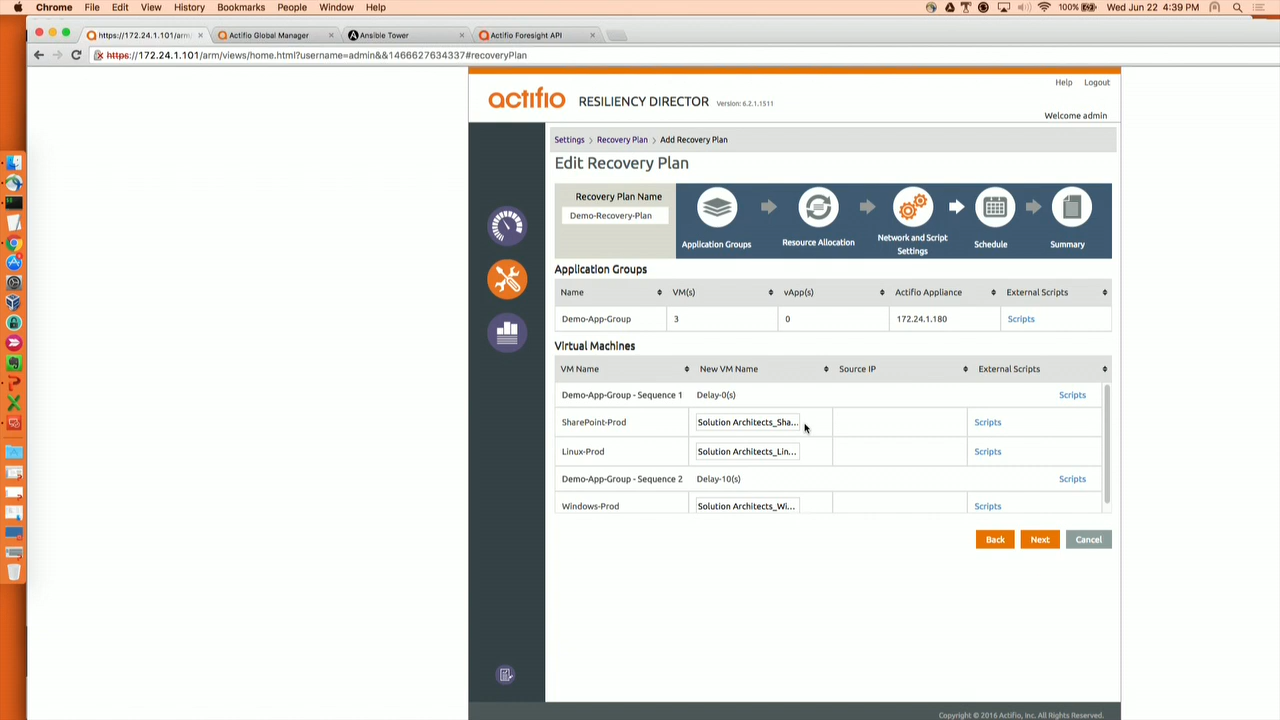 Chrome File Edit View History Bookmarks People Window Help 100% Wed Jun 22 4:39 PM
https://172.24.1.101/arm/ Actifio Global Manager Ansible Tower Actifio Foresight API
https://172.24.1.101/arm/views/home.html?username=admin&&1466627634337#recoveryPlan
Help Logout
actifio RESILIENCY DIRECTOR Version: 6.2.1.1511
Welcome admin
Settings > Recovery Plan > Add Recovery Plan
Edit Recovery Plan
Recovery Plan Name
Demo-Recovery-Plan
Application Groups
Resource Allocation
Network and Script
Settings
Schedule
Summary
Application Groups
Name VM(s) vApp(s) Actifio Appliance External Scripts
Demo-App-Group 3 0 172.24.1.180 Scripts
Virtual Machines
VM Name New VM Name Source IP External Scripts
Demo-App-Group - Sequence 1 Delay-0(s) Scripts
SharePoint-Prod Solution Architects_Sha... Scripts
Linux-Prod Solution Architects_Lin... Scripts
Demo-App-Group - Sequence 2 Delay-10(s) Scripts
Windows-Prod Solution Architects_Wi... Scripts
Back Next Cancel
Copyright © 2016 Actifio, Inc. All Rights Reserved.